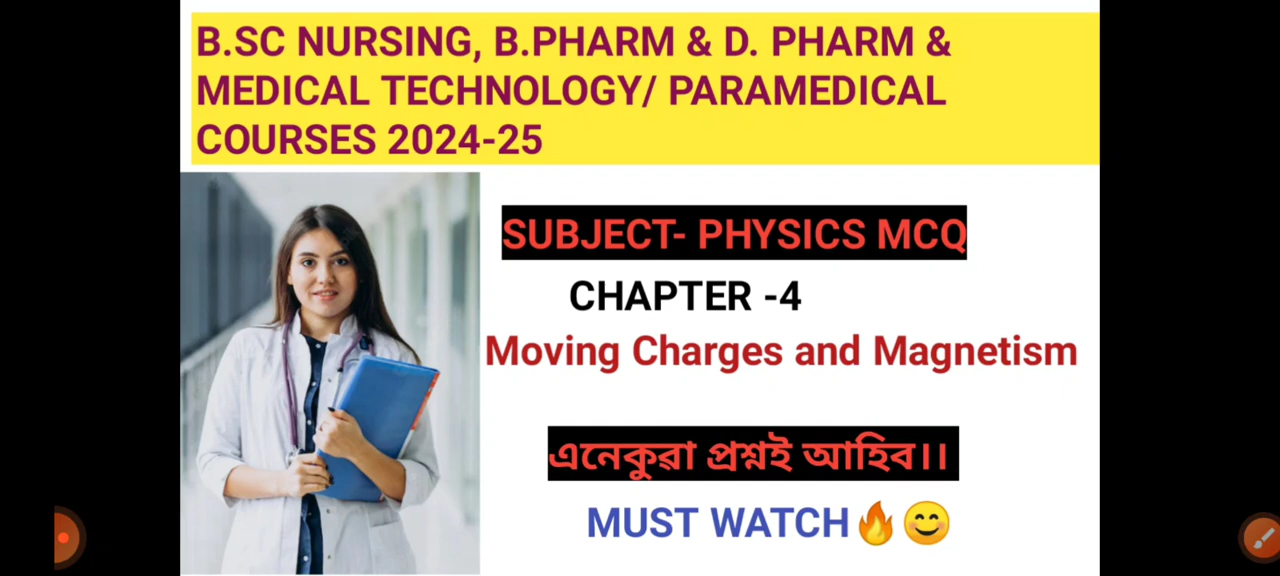 B.SC NURSING, B.PHARM & D. PHARM &
MEDICAL TECHNOLOGY/ PARAMEDICAL
COURSES 2024-25
SUBJECT- PHYSICS MCQ
CHAPTER -4
Moving Charges and Magnetism
এনেকুৱা প্ৰশ্নই আহিব।।
MUST WATCH🔥😊